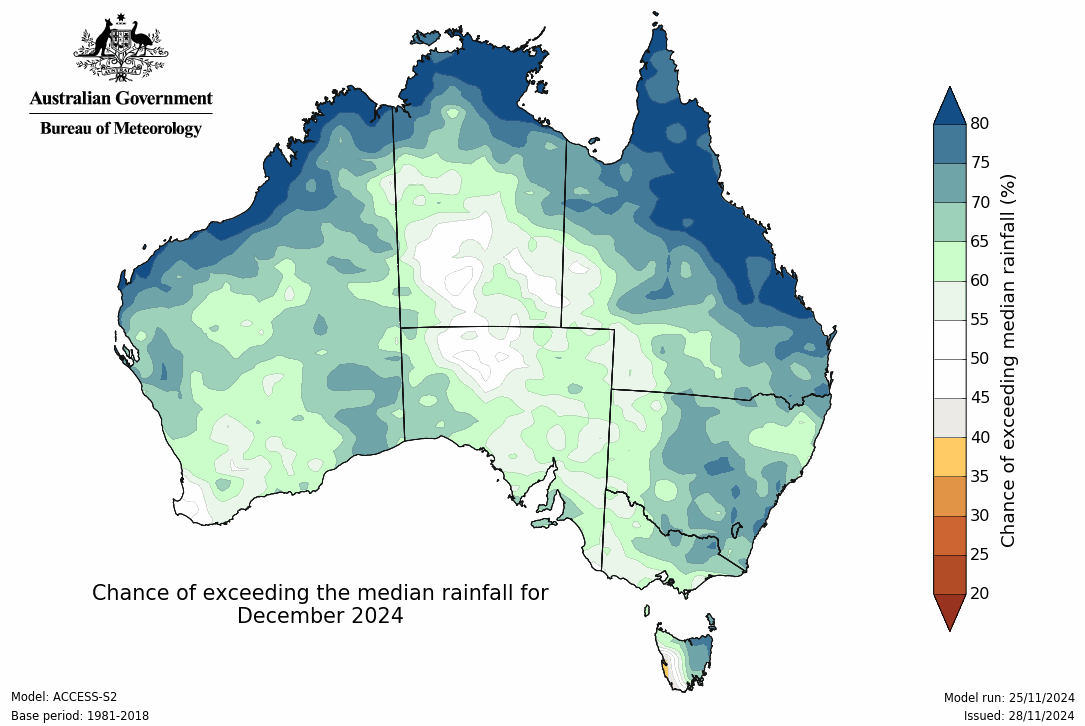 Australian Government
Bureau of Meteorology
80
75
70
65
60
55
50
45
40
35
30
25
20
Chance of exceeding median rainfall (%)
Chance of exceeding the median rainfall for
December 2024
Model: ACCESS-S2
Base period: 1981-2018
Model run: 25/11/2024
Issued: 28/11/2024